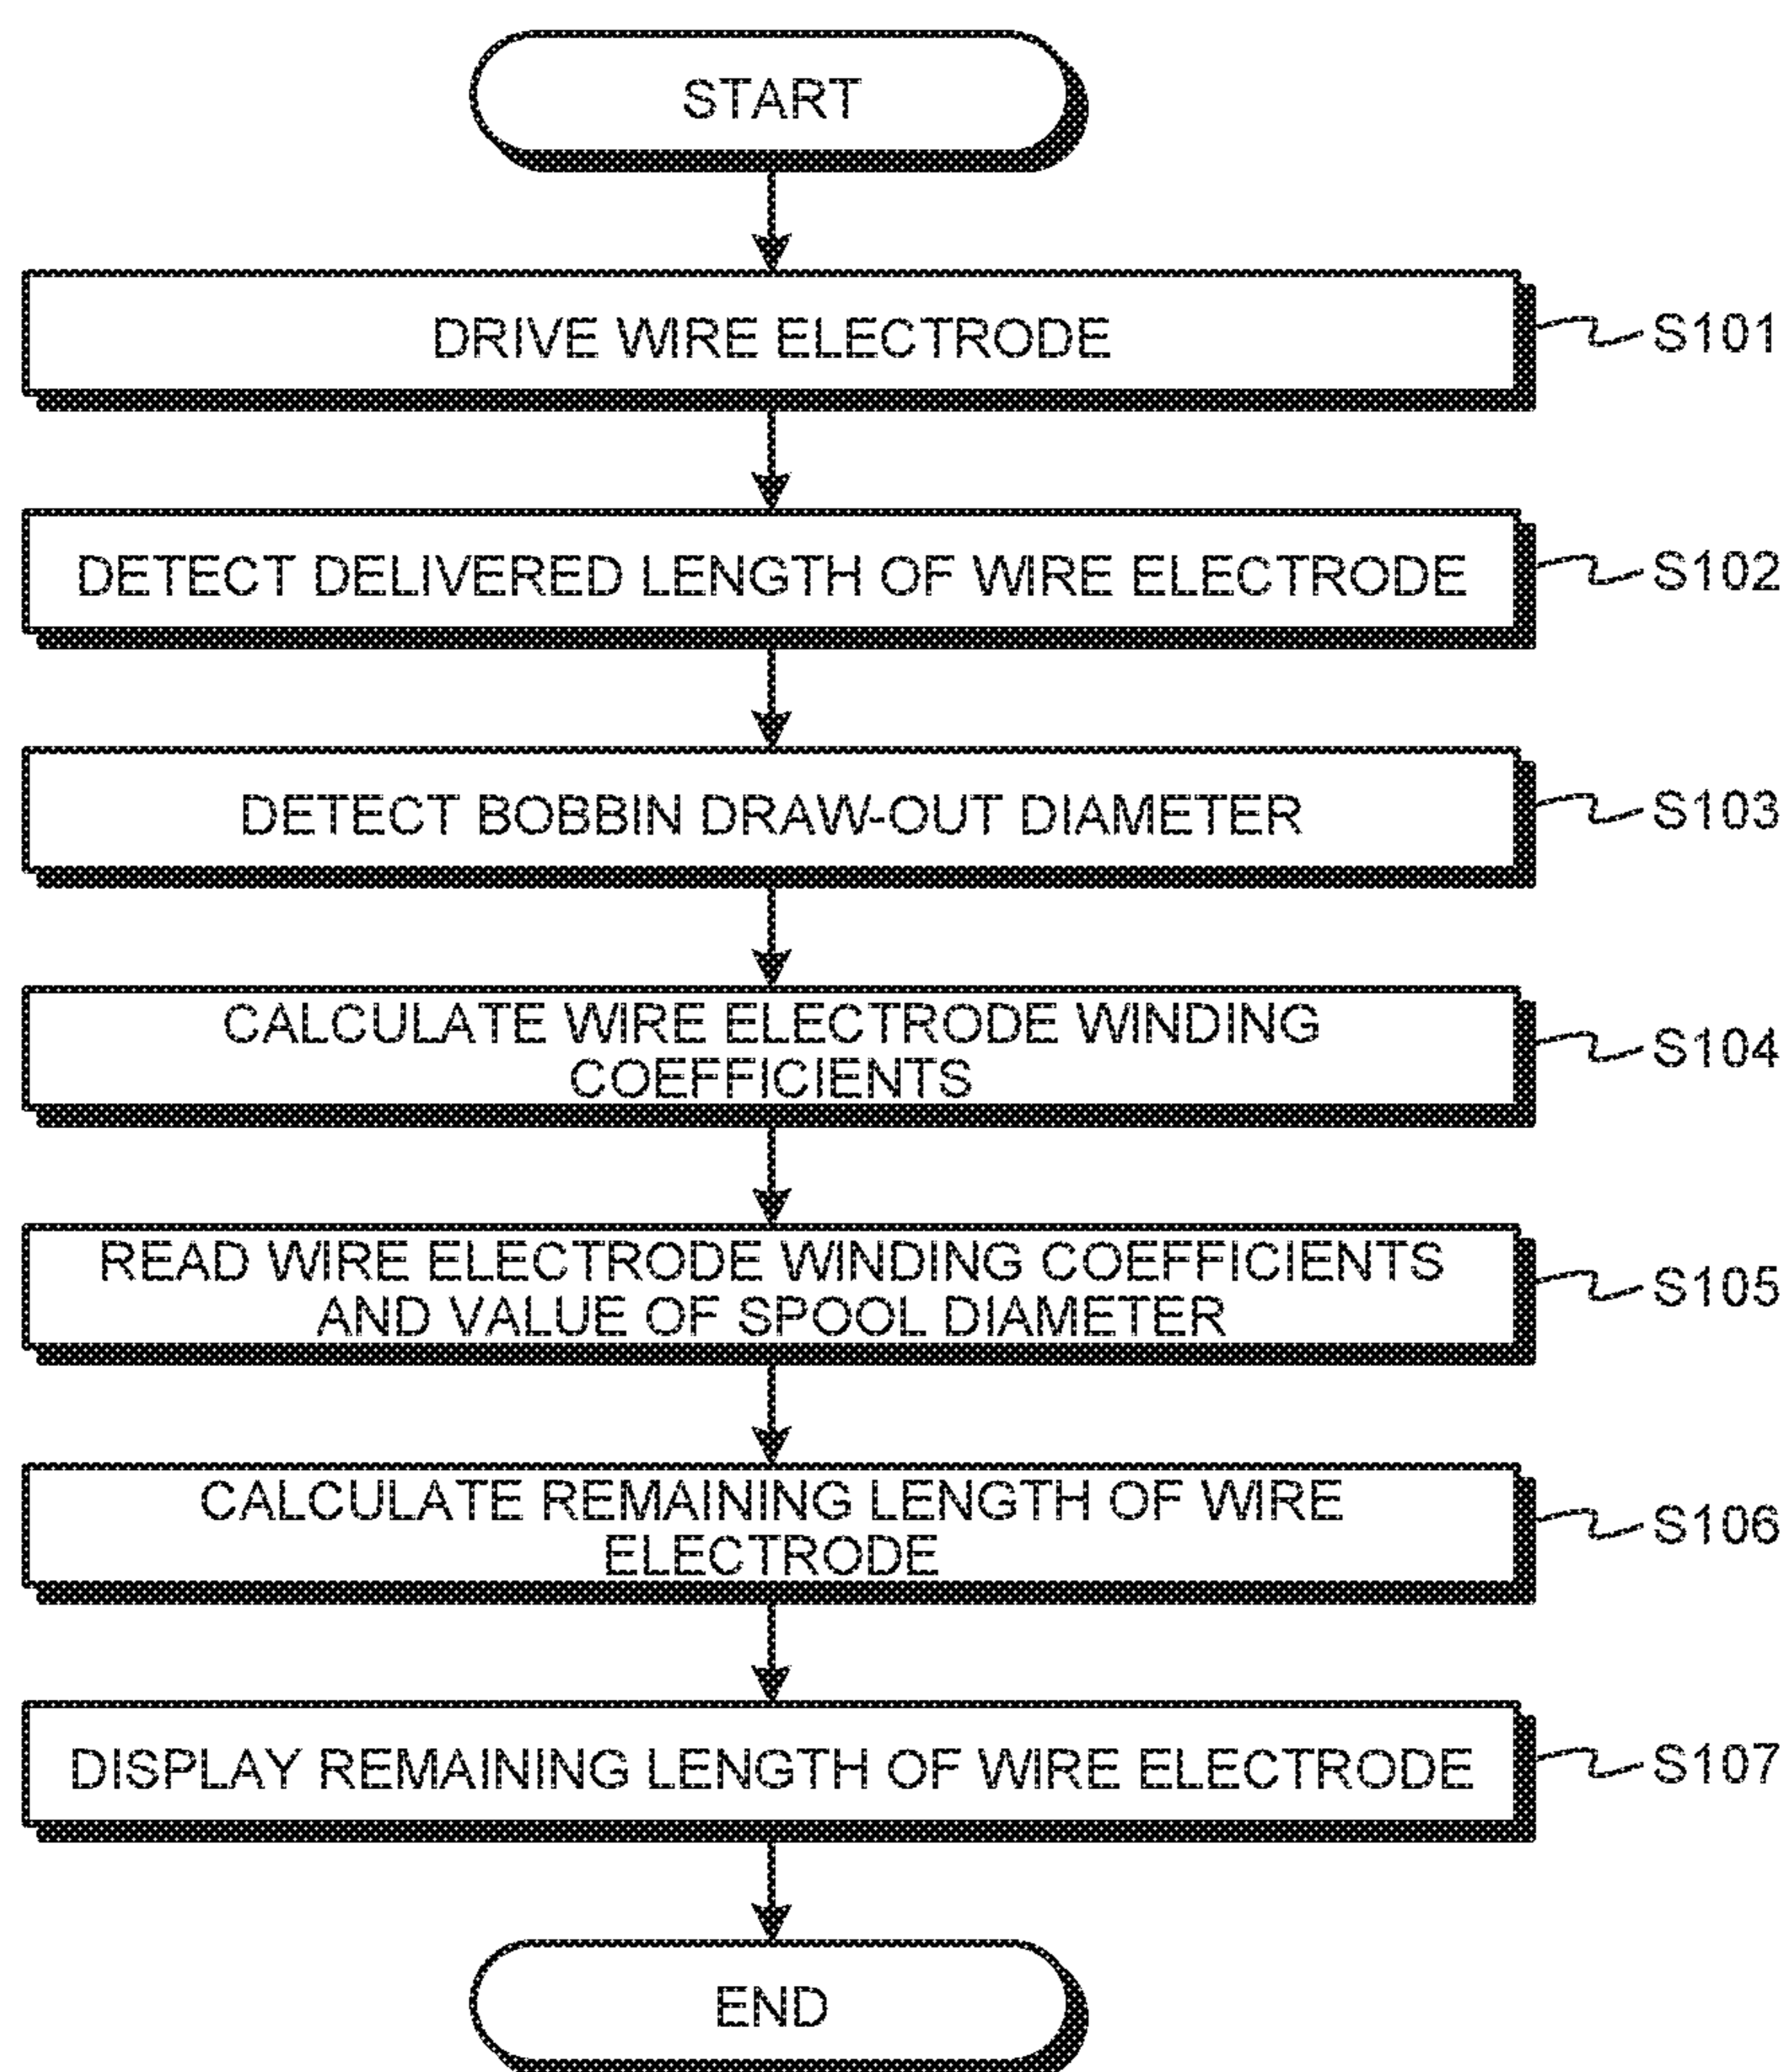 START
DRIVE WIRE ELECTRODE
S101
DETECT DELIVERED LENGTH OF WIRE ELECTRODE
S102
DETECT BOBBIN DRAW-OUT DIAMETER
S103
CALCULATE WIRE ELECTRODE WINDING
COEFFICIENTS
S104
READ WIRE ELECTRODE WINDING COEFFICIENTS
AND VALUE OF SPOOL DIAMETER
S105
CALCULATE REMAINING LENGTH OF WIRE
ELECTRODE
S106
DISPLAY REMAINING LENGTH OF WIRE ELECTRODE
S107
END